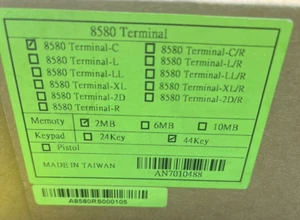 8580 Terminal
☑ 8580 Terminal-C ☐ 8580 Terminal-C/R
☐ 8580 Terminal-L ☐ 8580 Terminal-L/R
☐ 8580 Terminal-LL ☐ 8580 Terminal-LL/R
☐ 8580 Terminal-XL ☐ 8580 Terminal-XL/R
☐ 8580 Terminal-2D ☐ 8580 Terminal-2D/R
☐ 8580 Terminal-R
Memory ☑ 2MB ☐ 6MB ☐ 10MB
Keypad ☐ 24Key ☑ 44Key
☐ Pistol
MADE IN TAIWAN AN7010488
A8580RS000105